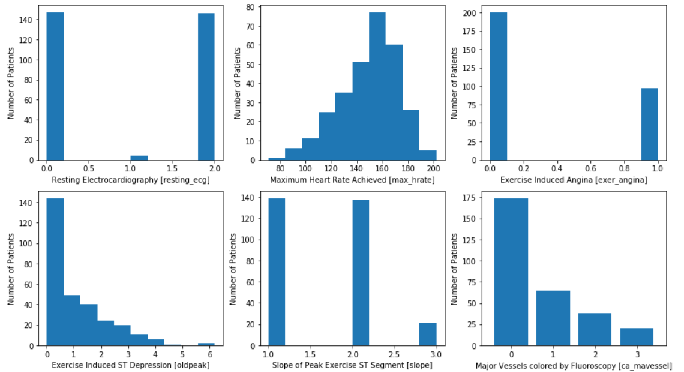 Number of Patients
140
120
100
80
60
40
20
0
0.0 0.5 1.0 1.5 2.0
Resting Electrocardiography [resting_ecg]
Number of Patients
80
70
60
50
40
30
20
10
0
80 100 120 140 160 180 200
Maximum Heart Rate Achieved [max_hrate]
Number of Patients
200
175
150
125
100
75
50
25
0
0.0 0.2 0.4 0.6 0.8 1.0
Exercise Induced Angina [exer_angina]
Number of Patients
140
120
100
80
60
40
20
0
0 1 2 3 4 5 6
Exercise Induced ST Depression [oldpeak]
Number of Patients
140
120
100
80
60
40
20
0
1.0 1.5 2.0 2.5 3.0
Slope of Peak Exercise ST Segment [slope]
Number of Patients
175
150
125
100
75
50
25
0
0 1 2 3
Major Vessels colored by Fluoroscopy [ca_mavessel]